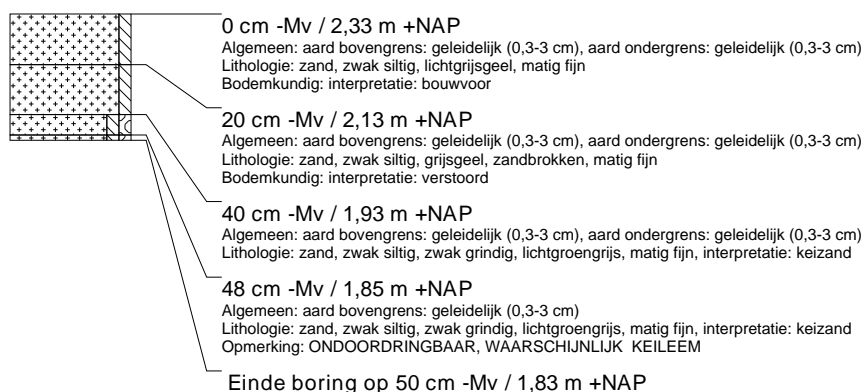 0 cm -Mv / 2,33 m +NAP
Algemeen: aard bovengrens: geleidelijk (0,3-3 cm), aard ondergrens: geleidelijk (0,3-3 cm)
Lithologie: zand, zwak siltig, lichtgrijsgeel, matig fijn
Bodemkundig: interpretatie: bouwvoor
20 cm -Mv / 2,13 m +NAP
Algemeen: aard bovengrens: geleidelijk (0,3-3 cm), aard ondergrens: geleidelijk (0,3-3 cm)
Lithologie: zand, zwak siltig, grijsgeel, zandbrokken, matig fijn
Bodemkundig: interpretatie: verstoord
40 cm -Mv / 1,93 m +NAP
Algemeen: aard bovengrens: geleidelijk (0,3-3 cm), aard ondergrens: geleidelijk (0,3-3 cm)
Lithologie: zand, zwak siltig, zwak grindig, lichtgroengrijs, matig fijn, interpretatie: keizand
48 cm -Mv / 1,85 m +NAP
Algemeen: aard bovengrens: geleidelijk (0,3-3 cm)
Lithologie: zand, zwak siltig, zwak grindig, lichtgroengrijs, matig fijn, interpretatie: keizand
Opmerking: ONDOORDRINGBAAR, WAARSCHIJNLIJK KEILEEM
Einde boring op 50 cm -Mv / 1,83 m +NAP